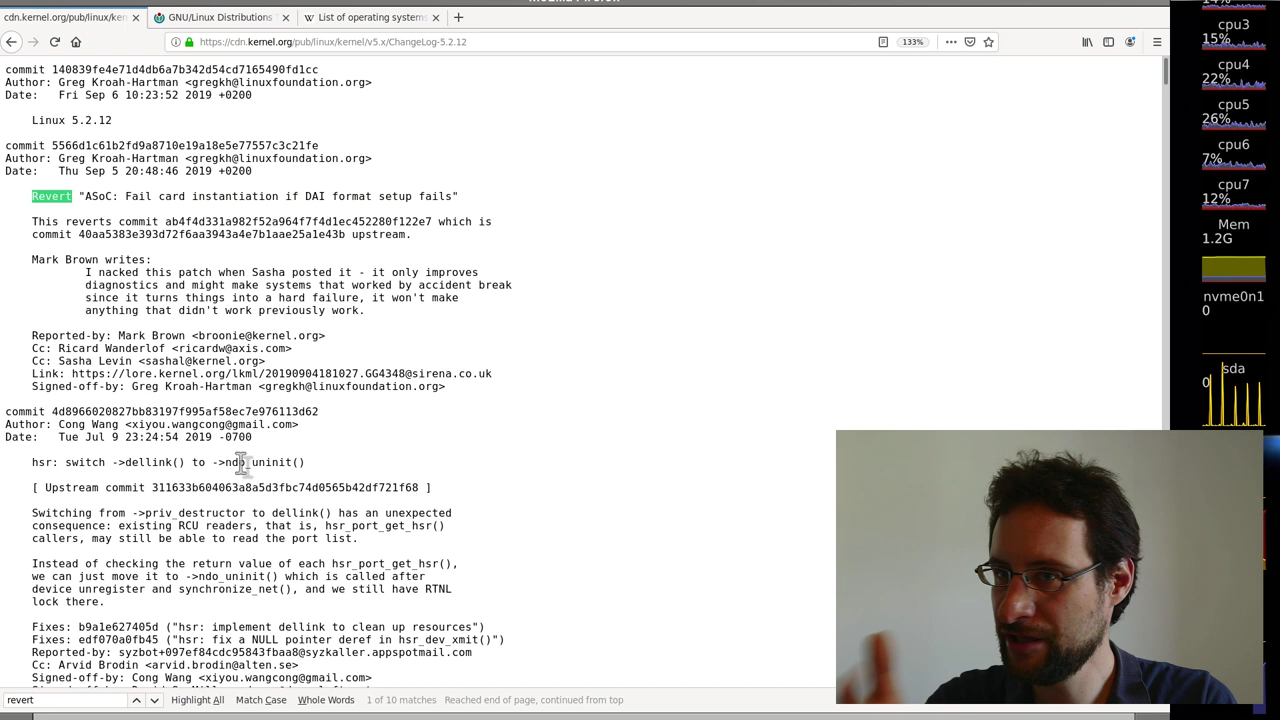 Mozilla Firefox
cdn.kernel.org/pub/linux/ker
GNU/Linux Distributions
List of operating systems
https://cdn.kernel.org/pub/linux/kernel/v5.x/ChangeLog-5.2.12
133%
commit 140839fe4e71d4db6a7b342d54cd7165490fd1cc
Author: Greg Kroah-Hartman <gregkh@linuxfoundation.org>
Date: Fri Sep 6 10:23:52 2019 +0200
Linux 5.2.12
commit 5566d1c61b2fd9a8710e19a18e5e77557c3c21fe
Author: Greg Kroah-Hartman <gregkh@linuxfoundation.org>
Date: Thu Sep 5 20:48:46 2019 +0200
Revert "ASoC: Fail card instantiation if DAI format setup fails"
This reverts commit ab4f4d331a982f52a964f7f4d1ec452280f122e7 which is
commit 40aa5383e393d72f6aa3943a4e7b1aae25a1e43b upstream.
Mark Brown writes:
I nacked this patch when Sasha posted it - it only improves
diagnostics and might make systems that worked by accident break
since it turns things into a hard failure, it won't make
anything that didn't work previously work.
Reported-by: Mark Brown <broonie@kernel.org>
Cc: Ricard Wanderlof <ricardw@axis.com>
Cc: Sasha Levin <sashal@kernel.org>
Link: https://lore.kernel.org/lkml/20190904181027.GG4348@sirena.co.uk
Signed-off-by: Greg Kroah-Hartman <gregkh@linuxfoundation.org>
commit 4d8966020827bb83197f995af58ec7e976113d62
Author: Cong Wang <xiyou.wangcong@gmail.com>
Date: Tue Jul 9 23:24:54 2019 -0700
hsr: switch ->dellink() to ->ndo_uninit()
[ Upstream commit 311633b604063a8a5d3fbc74d0565b42df721f68 ]
Switching from ->priv_destructor to dellink() has an unexpected
consequence: existing RCU readers, that is, hsr_port_get_hsr()
callers, may still be able to read the port list.
Instead of checking the return value of each hsr_port_get_hsr(),
we can just move it to ->ndo_uninit() which is called after
device unregister and synchronize_net(), and we still have RTNL
lock there.
Fixes: b9a1e627405d ("hsr: implement dellink to clean up resources")
Fixes: edf070a0fb45 ("hsr: fix a NULL pointer deref in hsr_dev_xmit()")
Reported-by: syzbot+097ef84cdc95843fbaa8@syzkaller.appspotmail.com
Cc: Arvid Brodin <arvid.brodin@alten.se>
Signed-off-by: Cong Wang <xiyou.wangcong@gmail.com>
revert
Highlight All
Match Case
Whole Words
1 of 10 matches
Reached end of page, continued from top
14%
cpu3
15%
cpu4
22%
cpu5
26%
cpu6
7%
cpu7
12%
Mem
1.2G
nvme0n1
0
sda
0